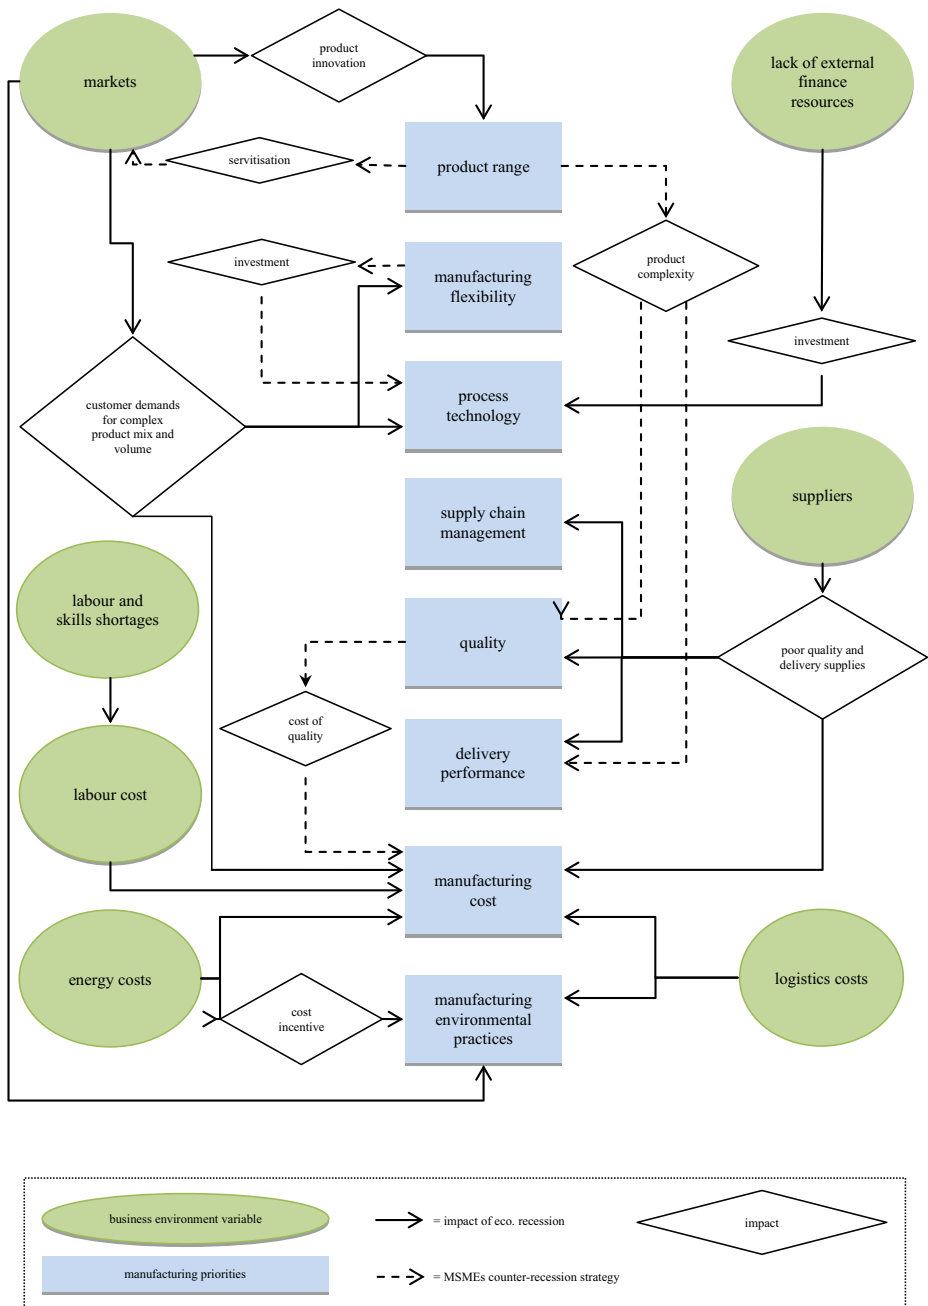 product
innovation
markets
lack of external
finance
resources
servitisation
product range
investment
manufacturing
flexibility
product
complexity
investment
process
technology
customer demands
for complex
product mix and
volume
suppliers
supply chain
management
labour and
skills shortages
quality
poor quality and
delivery supplies
cost of
quality
delivery
performance
labour cost
manufacturing
cost
energy costs
logistics costs
cost
incentive
manufacturing
environmental
practices
business environment variable
= impact of eco. recession
impact
manufacturing priorities
= MSMEs counter-recession strategy